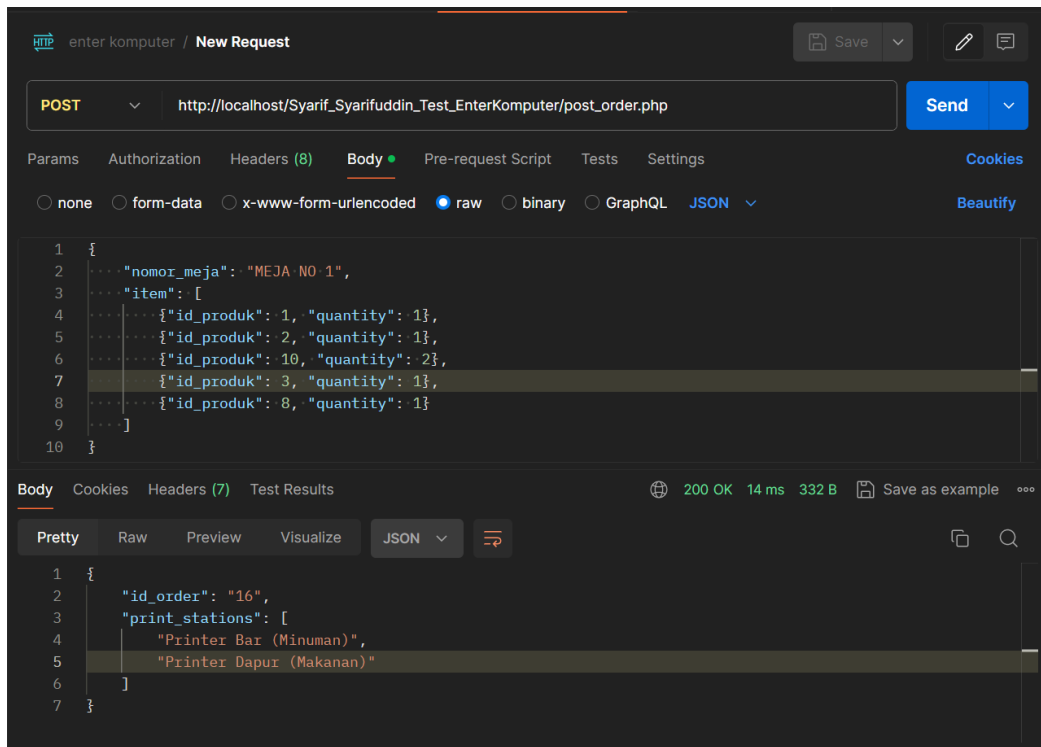 HTTP enter komputer / New Request Save
POST http://localhost/Syarif_Syarifuddin_Test_EnterKomputer/post_order.php Send
Params Authorization Headers (8) Body Pre-request Script Tests Settings Cookies
none form-data x-www-form-urlencoded raw binary GraphQL JSON Beautify
1 {
2 "nomor_meja": "MEJA NO 1",
3 "item": [
4 {"id_produk": 1, "quantity": 1},
5 {"id_produk": 2, "quantity": 1},
6 {"id_produk": 10, "quantity": 2},
7 {"id_produk": 3, "quantity": 1},
8 {"id_produk": 8, "quantity": 1}
9 ]
10 }
Body Cookies Headers (7) Test Results 200 OK 14 ms 332 B Save as example
Pretty Raw Preview Visualize JSON
1 {
2 "id_order": "16",
3 "print_stations": [
4 "Printer Bar (Minuman)",
5 "Printer Dapur (Makanan)"
6 ]
7 }